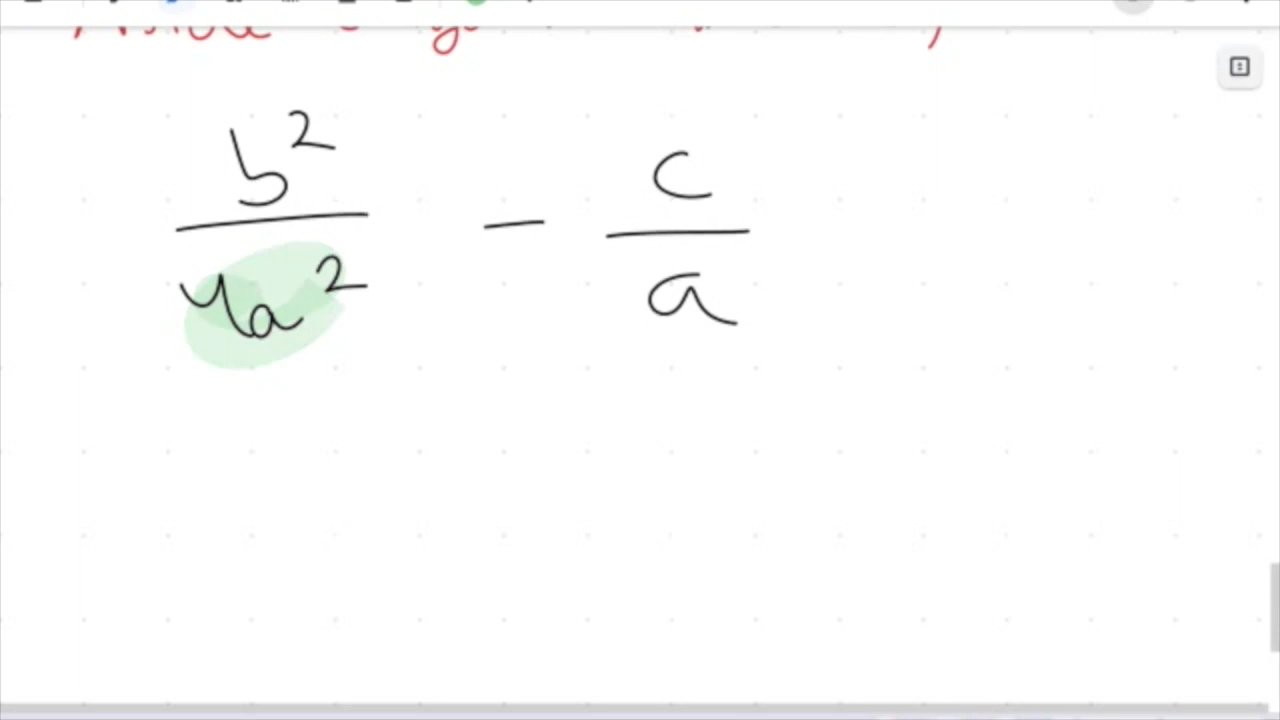 b² / 4a² - c / a